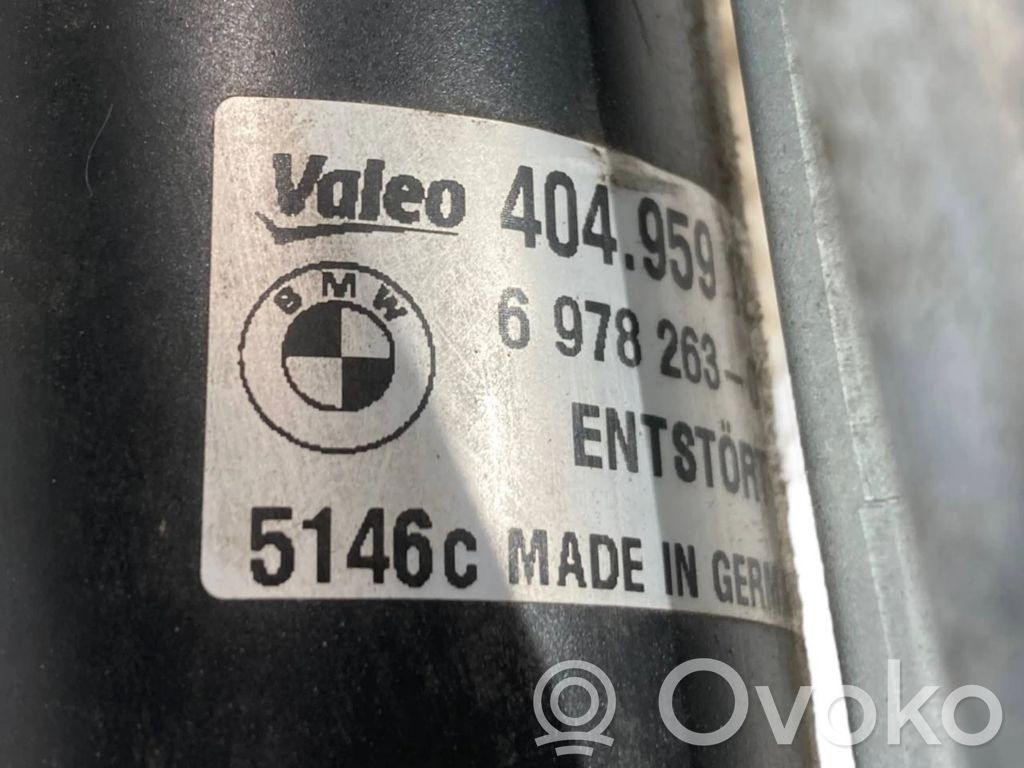 Valeo 404.959
BMW
6 978 263-
ENTSTÖRT
5146c MADE IN GERM
Ovoko